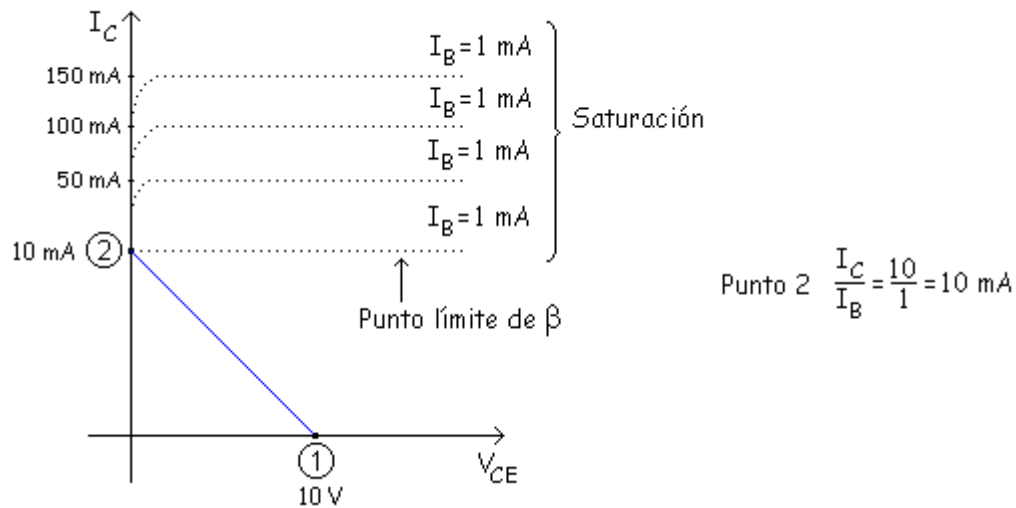 I_C
I_B = 1 mA
150 mA
I_B = 1 mA
100 mA
Saturación
I_B = 1 mA
50 mA
I_B = 1 mA
10 mA
2
Punto 2 I_C/I_B = 10/1 = 10 mA
Punto límite de β
1
V_CE
10 V